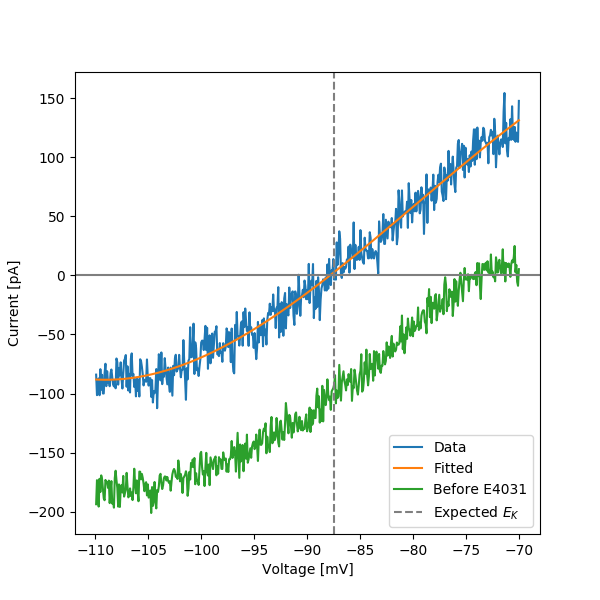 150
100
50
0
−50
−100
−150
−200
Current [pA]
Data
Fitted
Before E4031
Expected $E_K$
−110 −105 −100 −95 −90 −85 −80 −75 −70
Voltage [mV]